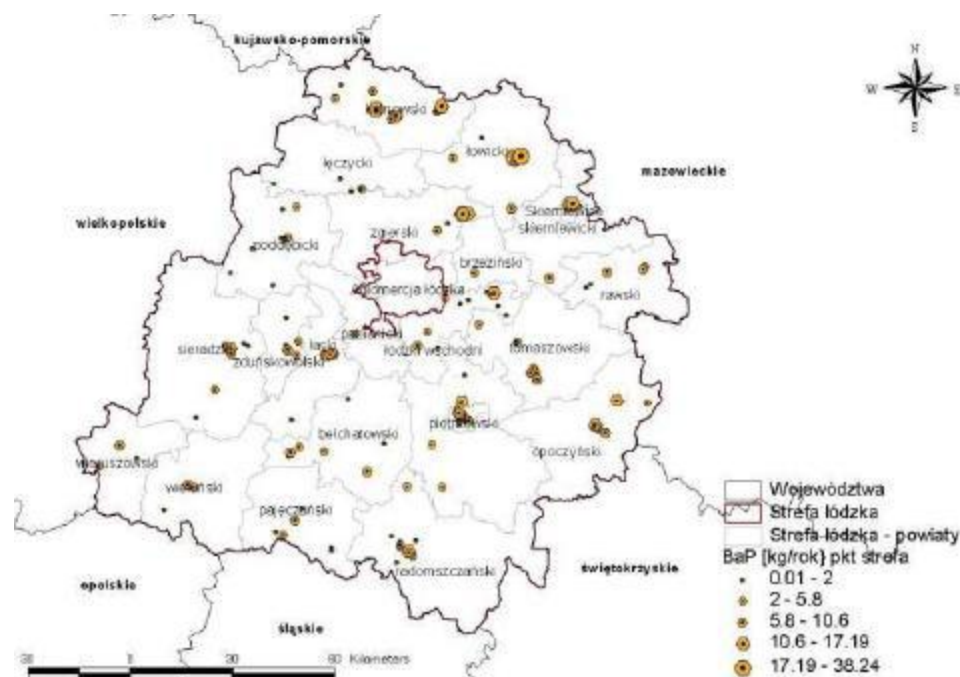 kujawsko-pomorskie
N
W
E
S
kutnowski
łowicki
łęczycki
mazowieckie
wielkopolskie
skierniewicki
zgierski
poddębicki
brzeziński
rawski
aglomeracja łódzka
pabianicki
sieradzki
łaski
łódzki wschodni
tomaszowski
zduńskowolski
piotrkowski
bełchatowski
opoczyński
wieruszowski
wieluński
pajęczański
radomszczański
opolskie
śląskie
świętokrzyskie
Województwa
Strefa łódzka
Strefa łódzka - powiaty
BaP [kg/rok] pkt strefa
0.01 - 2
2 - 5.8
5.8 - 10.6
10.6 - 17.19
17.19 - 38.24
30 0 30 60 Kilometers